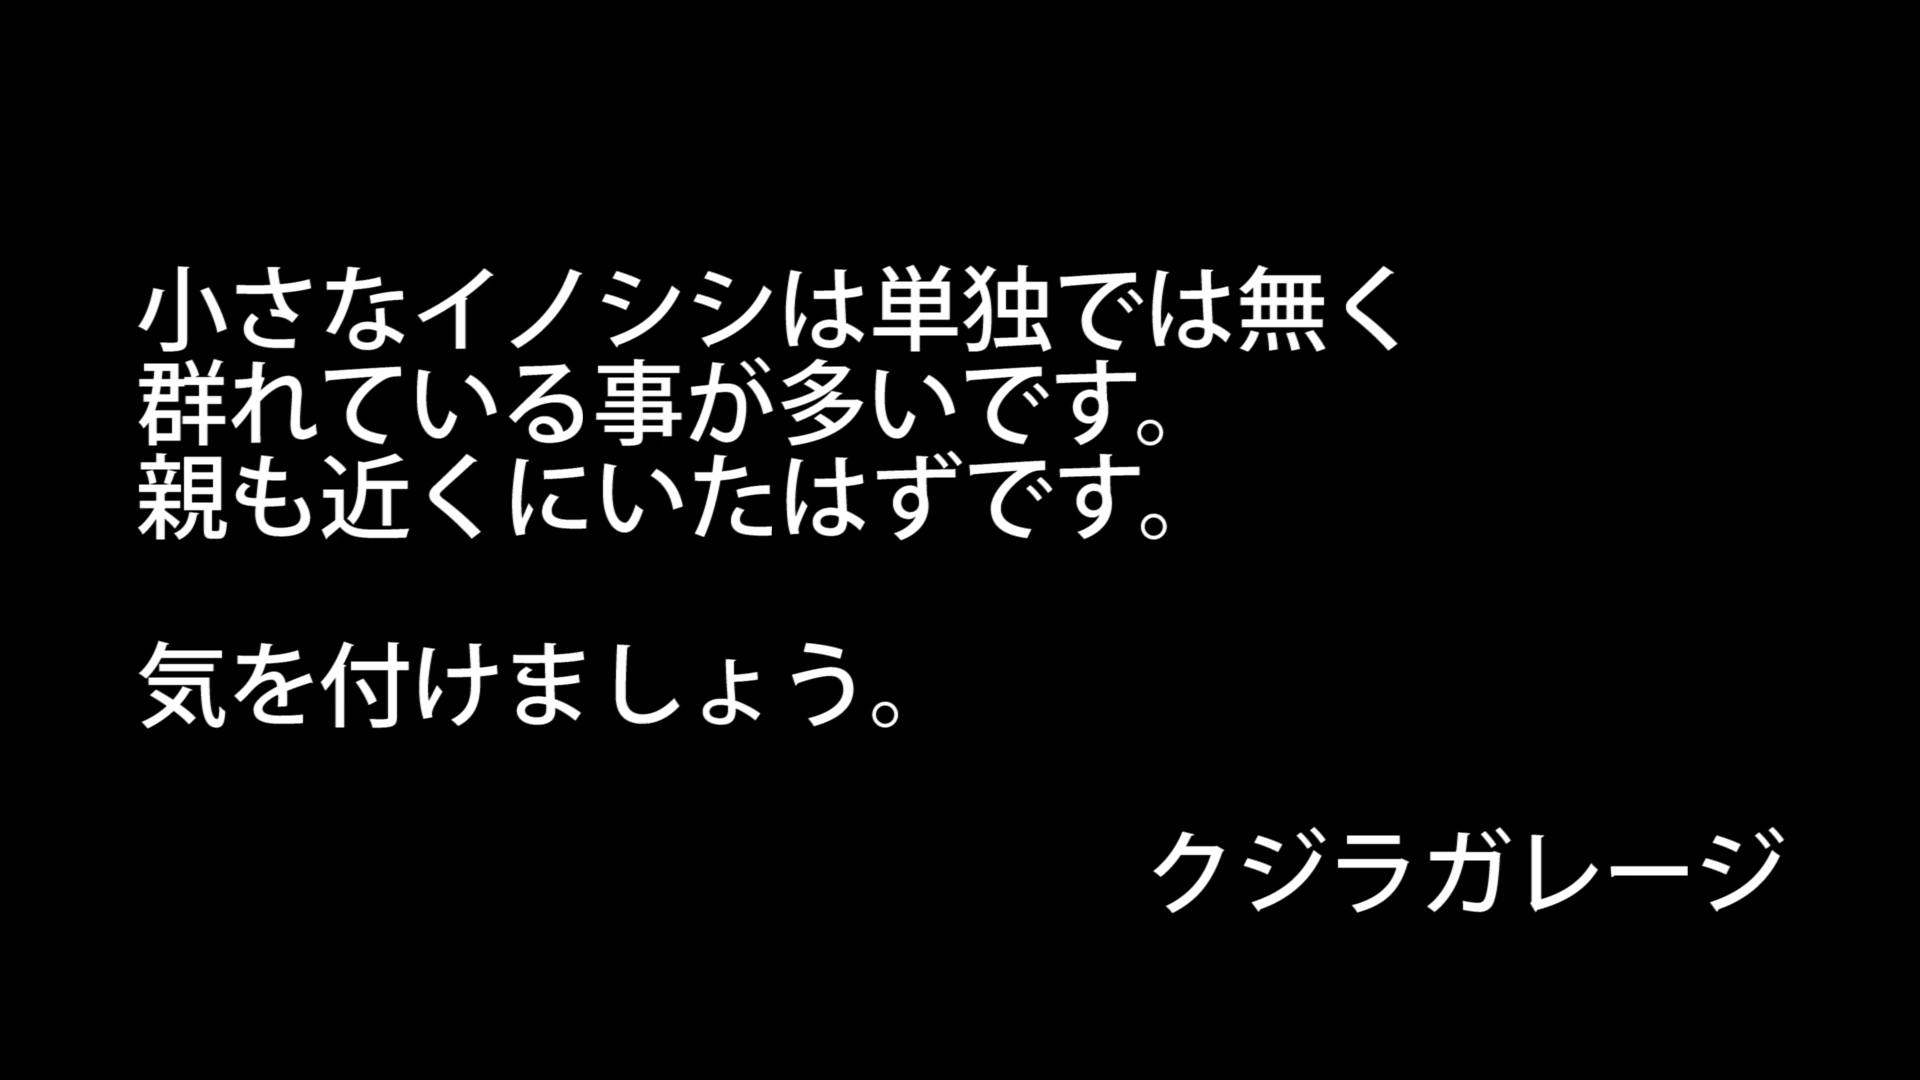 小さなイノシシは単独では無く
群れている事が多いです。
親も近くにいたはずです。
気を付けましょう。
クジラガレージ